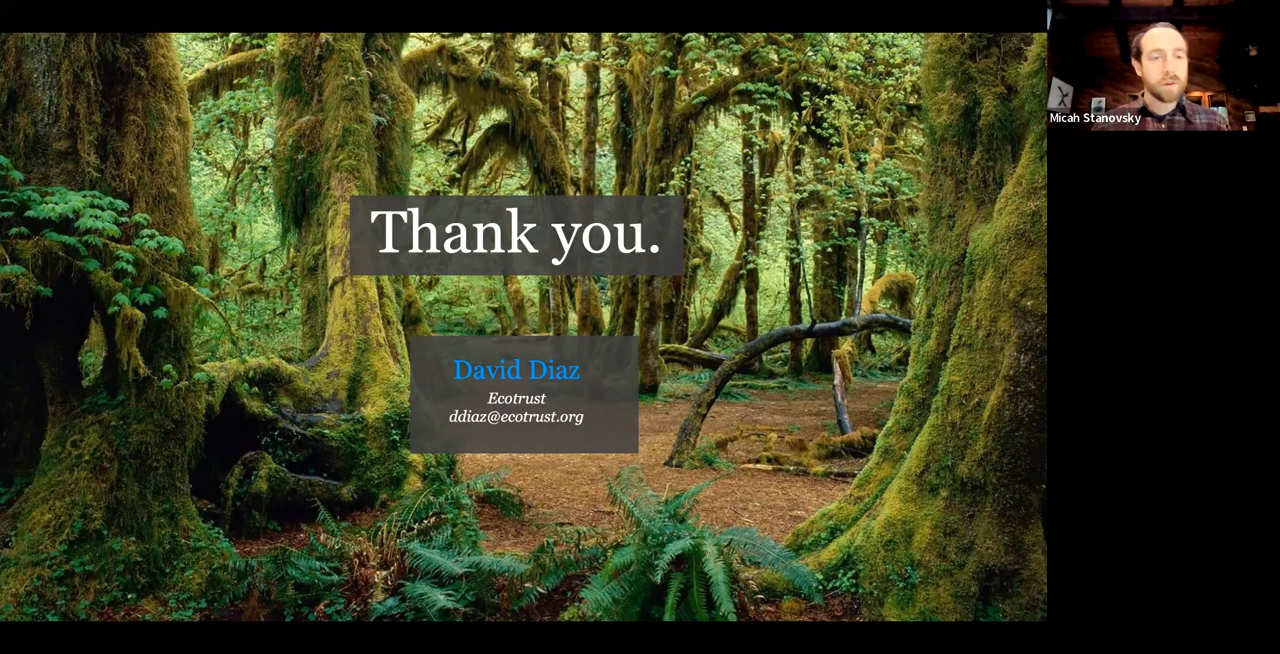 Thank you.
David Diaz
Ecotrust
ddiaz@ecotrust.org
Micah Stanovsky